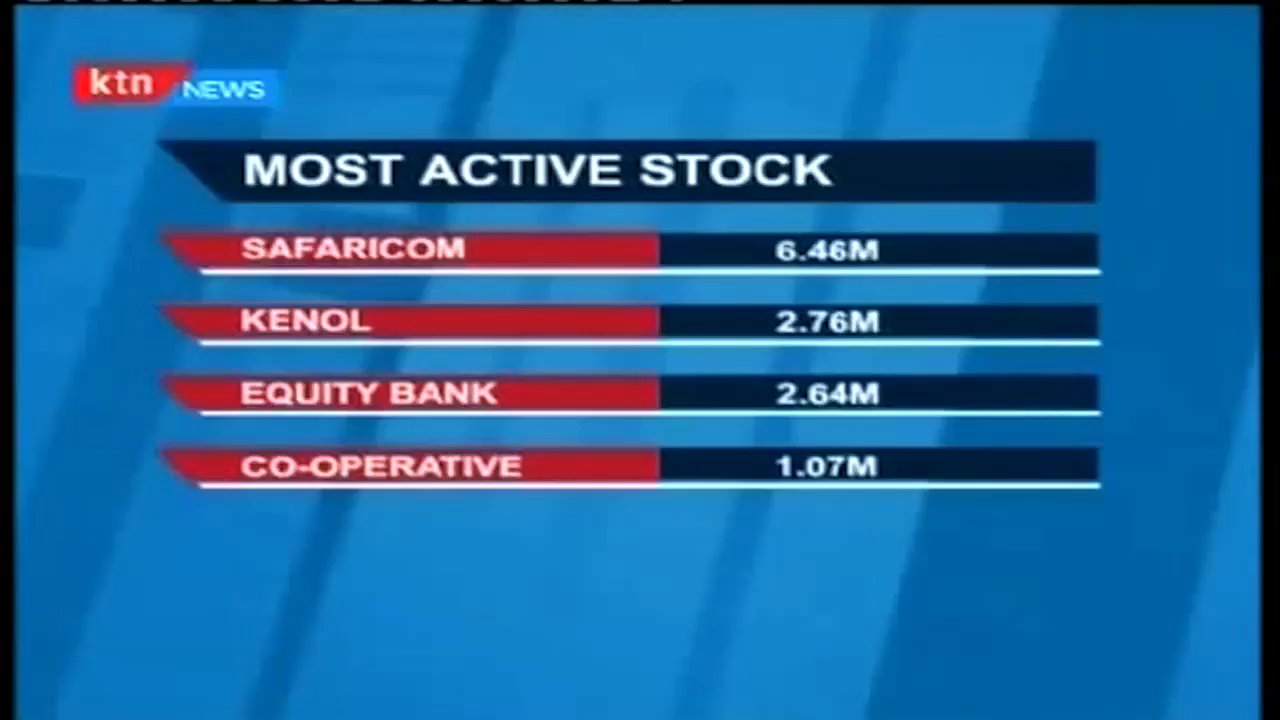 ktn NEWS
MOST ACTIVE STOCK
SAFARICOM 6.46M
KENOL 2.76M
EQUITY BANK 2.64M
CO-OPERATIVE 1.07M